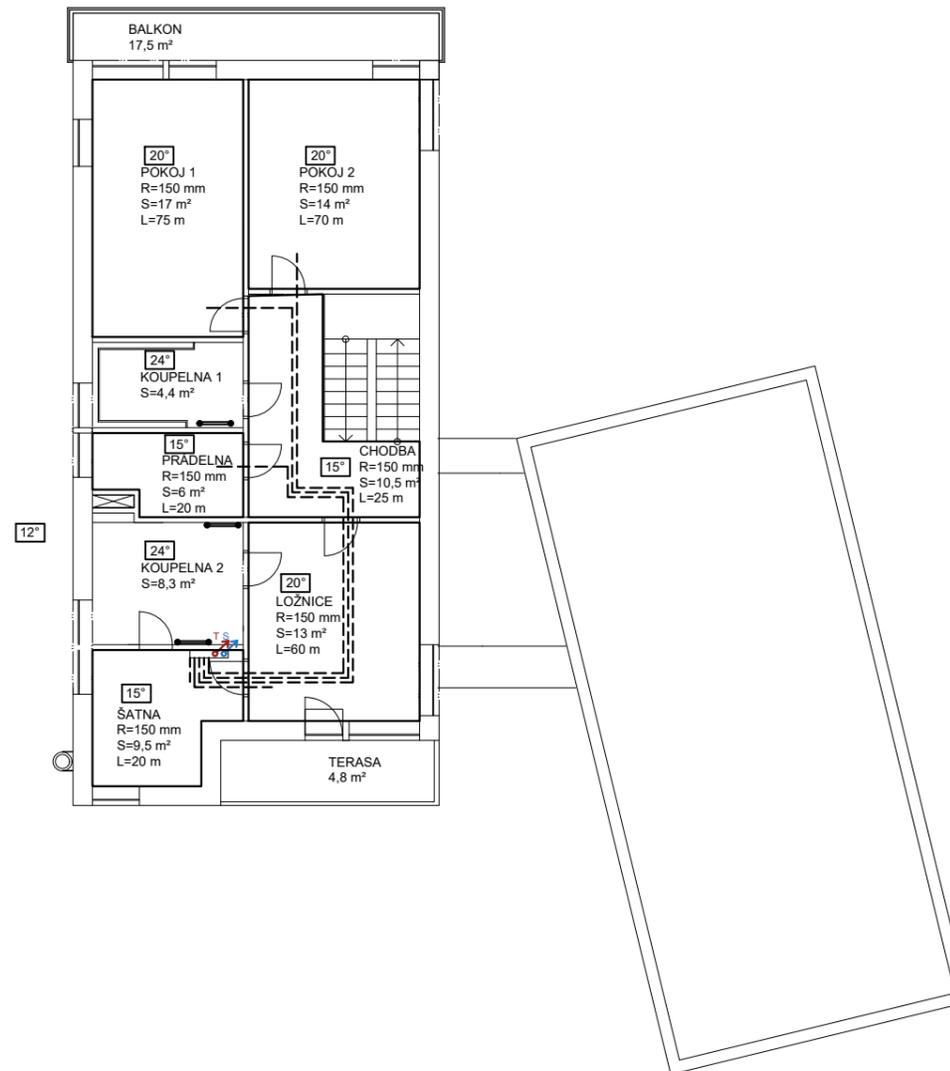 BALKON
17,5 m²
20°
POKOJ 1
R=150 mm
S=17 m²
L=75 m
20°
POKOJ 2
R=150 mm
S=14 m²
L=70 m
24°
KOUPELNA 1
S=4,4 m²
15°
PRÁDELNA
R=150 mm
S=6 m²
L=20 m
15°
CHODBA
R=150 mm
S=10,5 m²
L=25 m
12°
24°
KOUPELNA 2
S=8,3 m²
20°
LOŽNICE
R=150 mm
S=13 m²
L=60 m
T S
15°
ŠATNA
R=150 mm
S=9,5 m²
L=20 m
TERASA
4,8 m²